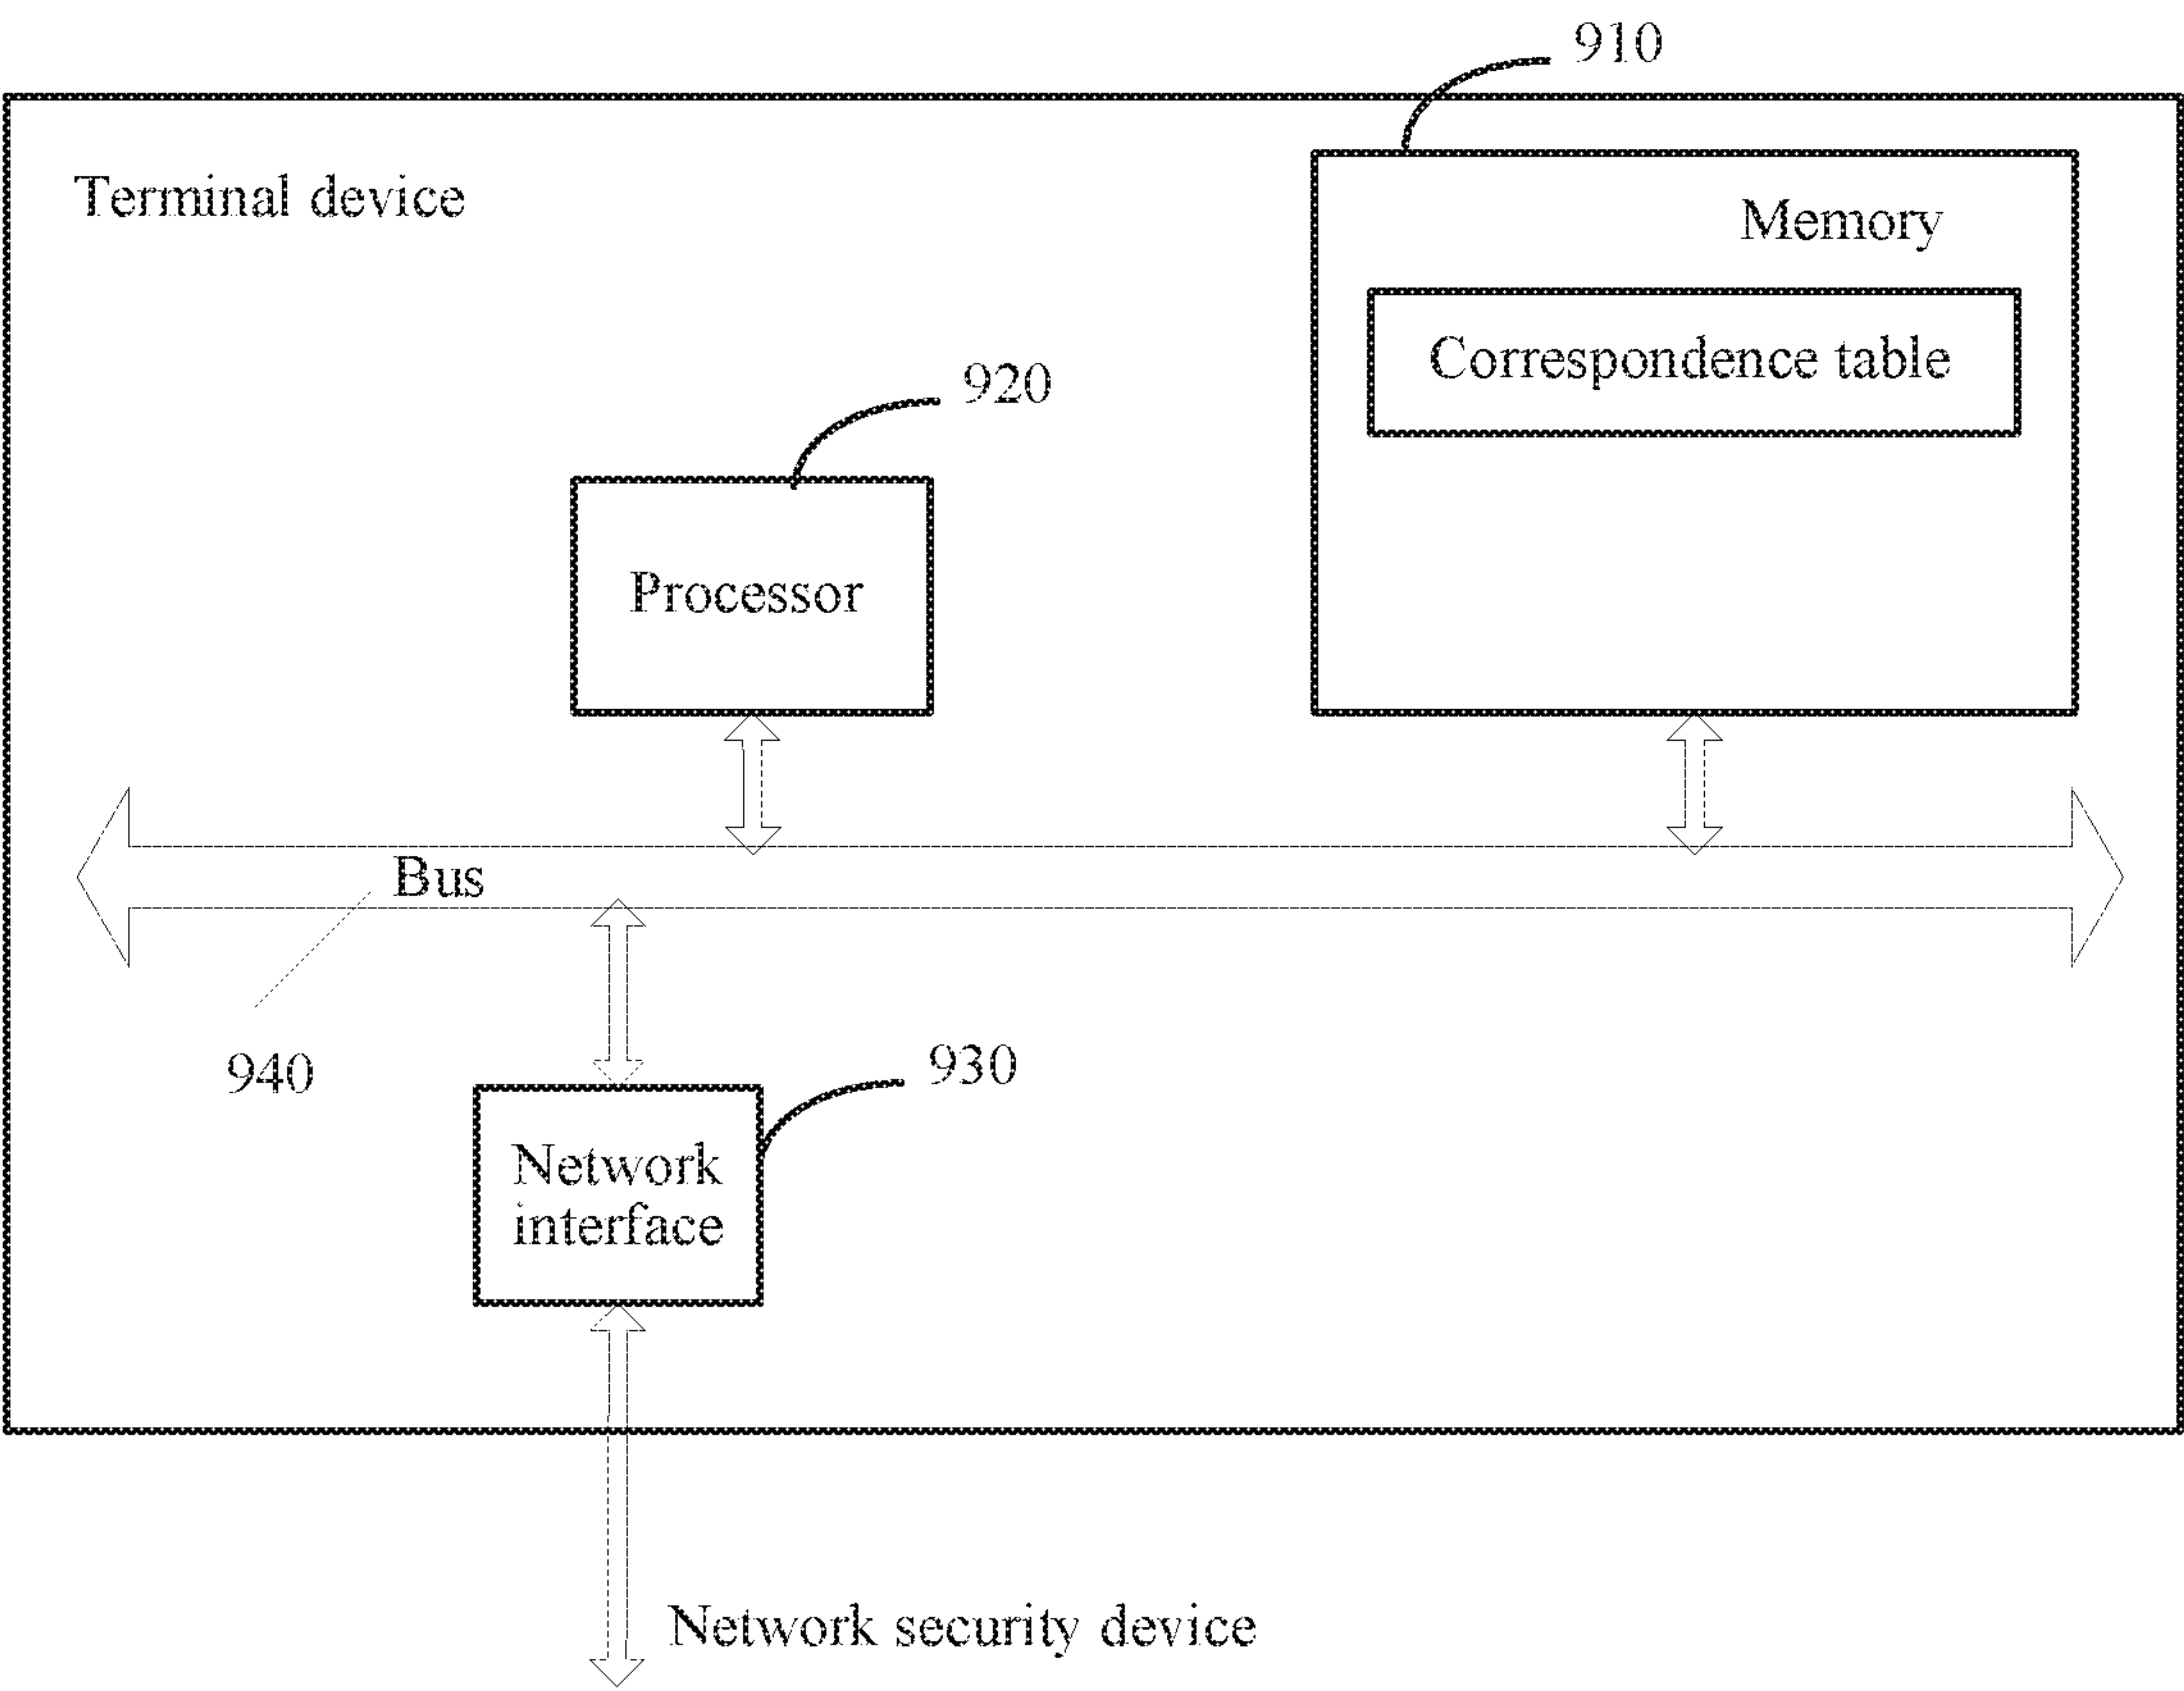 910
Terminal device
Memory
Correspondence table
920
Processor
Bus
940
930
Network
interface
Network security device